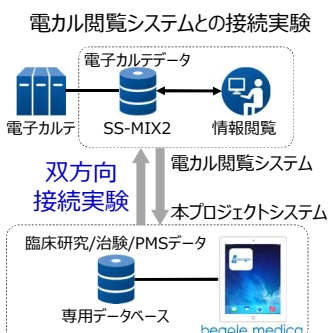 電カル閲覧システムとの接続実験
電子カルテデータ
電子カルテ
SS-MIX2
情報閲覧
双方向
接続実験
電カル閲覧システム
本プロジェクトシステム
臨床研究/治験/PMSデータ
専用データベース
begele medica